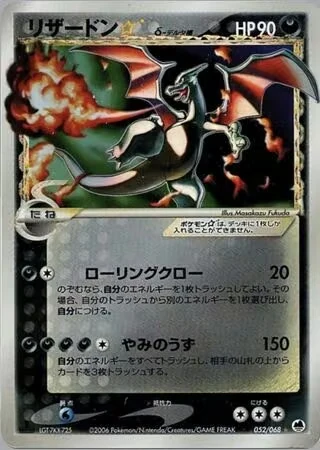 リザードン☆ δ-デルタ種 HP90
Illus.Masakazu Fukuda
たね
ポケモン☆は、デッキに1枚しか
入れることができません。
ローリングクロー 20
のぞむなら、自分のエネルギーを1枚トラッシュしてよい。その
場合、自分のトラッシュから別のエネルギーを1枚選び出し、
自分につける。
やみのうず 150
自分のエネルギーをすべてトラッシュし、相手の山札の上から
カードを3枚トラッシュする。
弱点 抵抗力 にげる
LGT-7KX-725 ©2006 Pokémon/Nintendo/Creatures/GAME FREAK 052/068